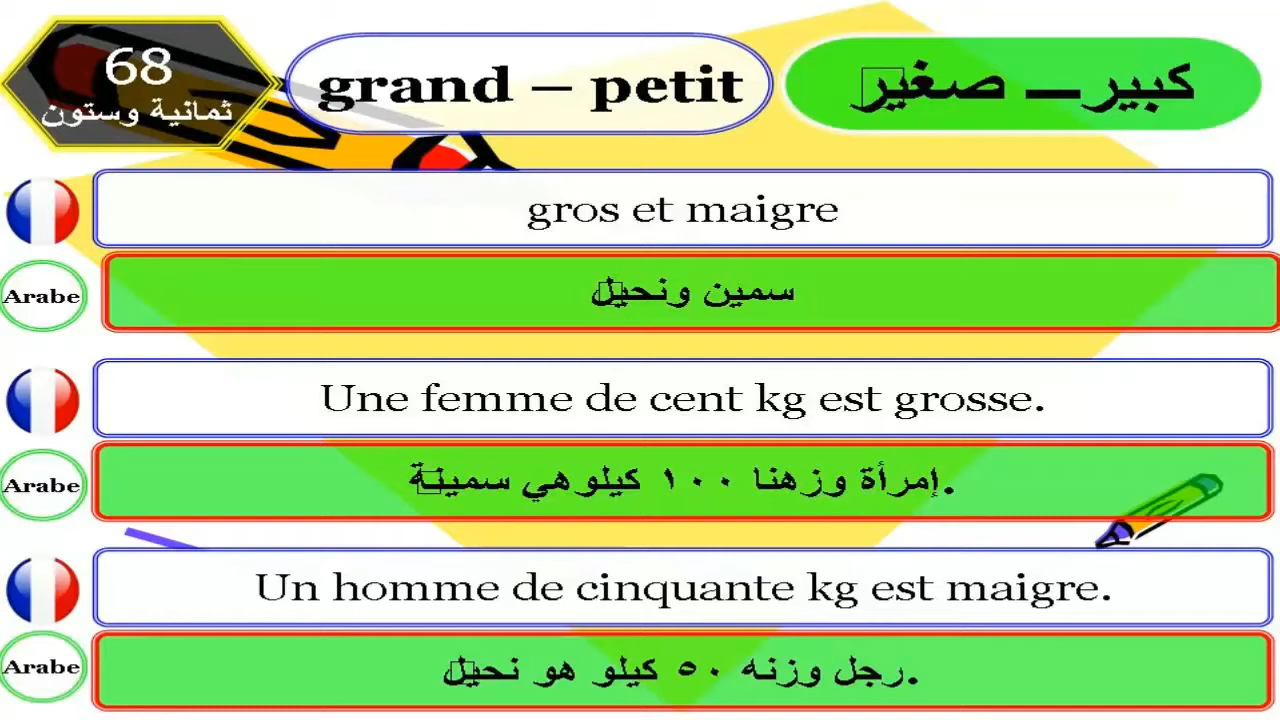 68
ثمانية وستون
grand – petit
كبير – صغير
gros et maigre
Arabe
سمين ونحيل
Une femme de cent kg est grosse.
Arabe
إمرأة وزهنا ١٠٠ كيلوهي سمينة.
Un homme de cinquante kg est maigre.
Arabe
رجل وزنه ٥٠ كيلو هو نحيل.